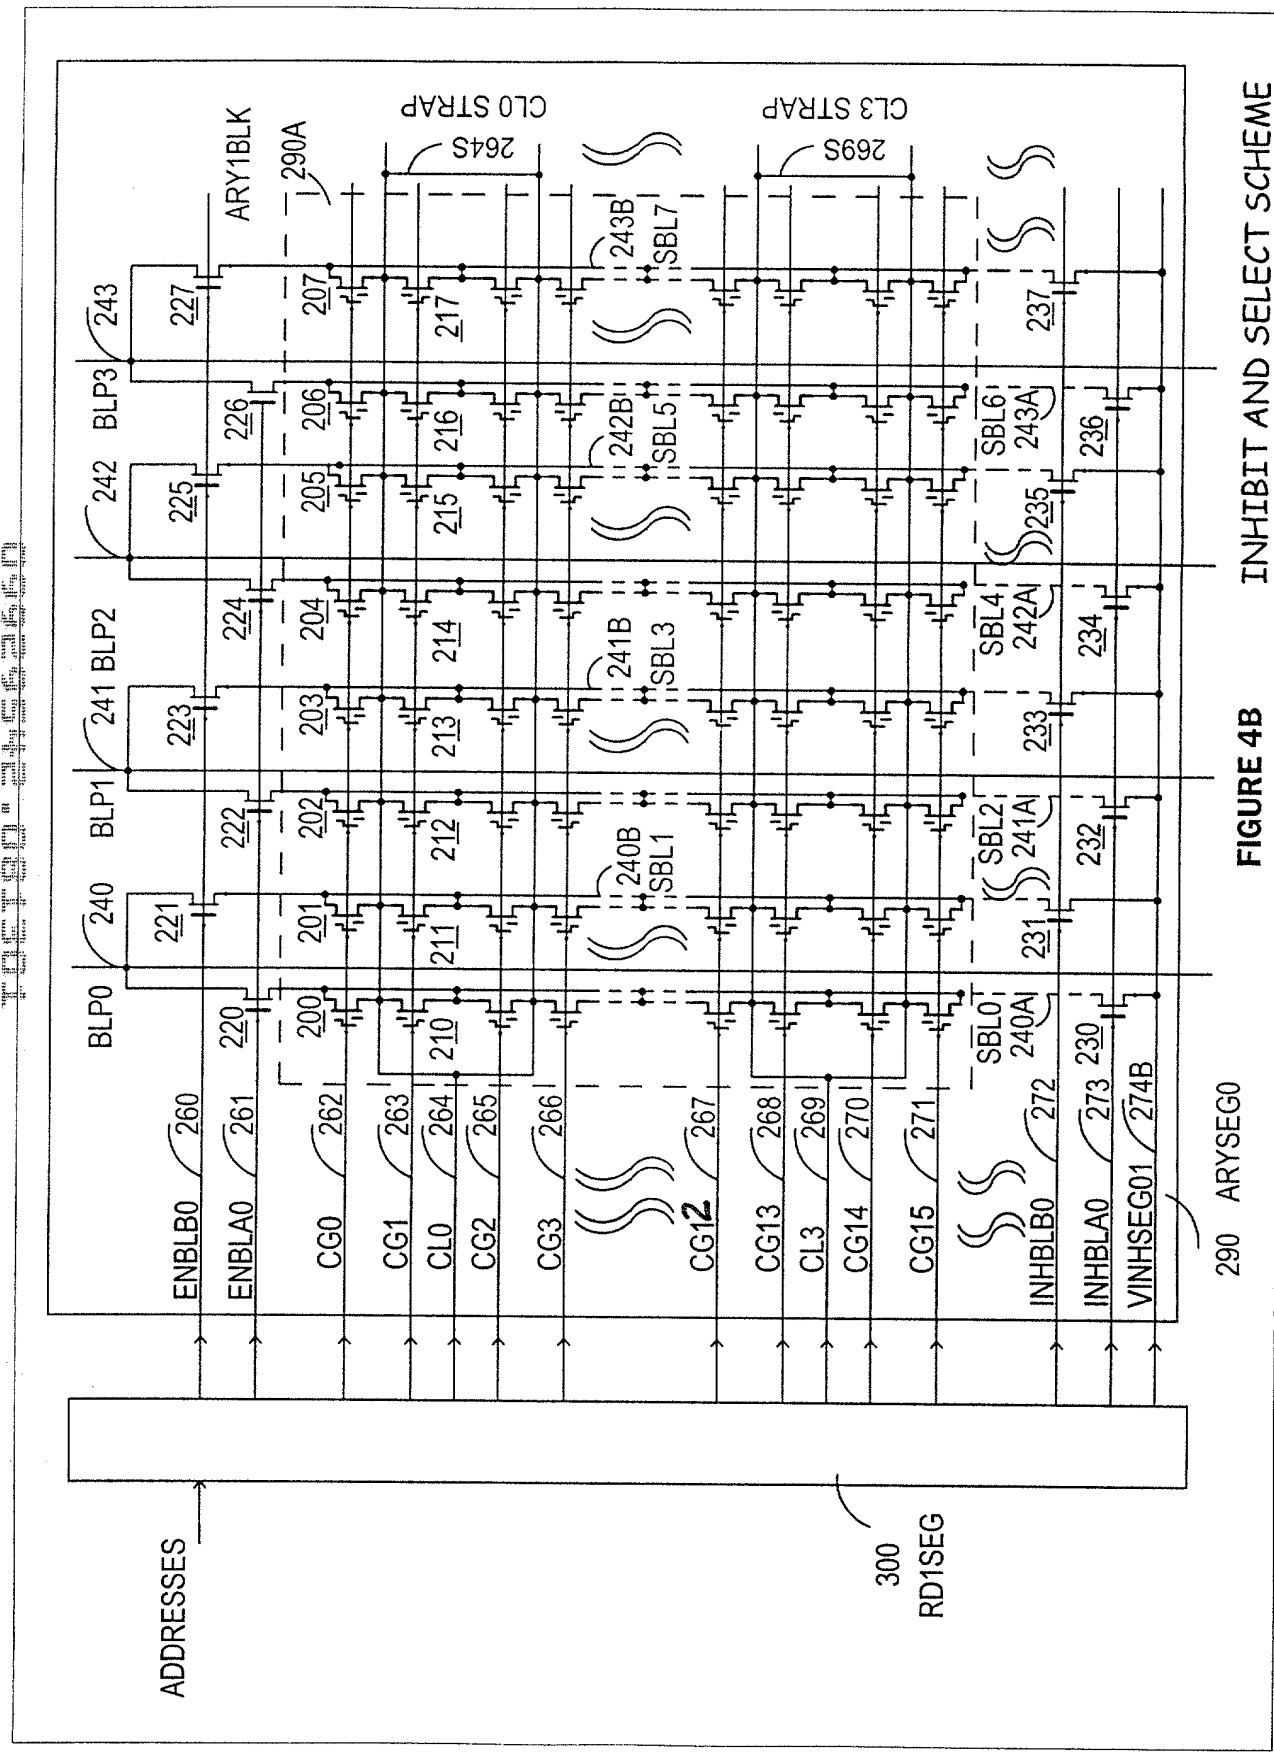 ADDRESSES
300
RD1SEG
ENBLB0 260
ENBLA0 261
CG0 262
CG1 263
CL0 264
CG2 265
CG3 266
CG12 267
CG13 268
CL3 269
CG14 270
CG15 271
INHBLB0 272
INHBLA0 273
VINHSEG01 274B
290 ARYSEG0
BLP0 240
BLP1 241
BLP2 242
BLP3 243
ARY1BLK
290A
220 221 222 223 224 225 226 227
200 201 202 203 204 205 206 207
210 211 212 213 214 215 216 217
240B
SBL1
241B
SBL3
242B
SBL5
243B
SBL7
SBL0
240A
SBL2
241A
SBL4
242A
SBL6
243A
230 231 232 233 234 235 236 237
264S
CL0 STRAP
269S
CL3 STRAP
FIGURE 4B
INHIBIT AND SELECT SCHEME